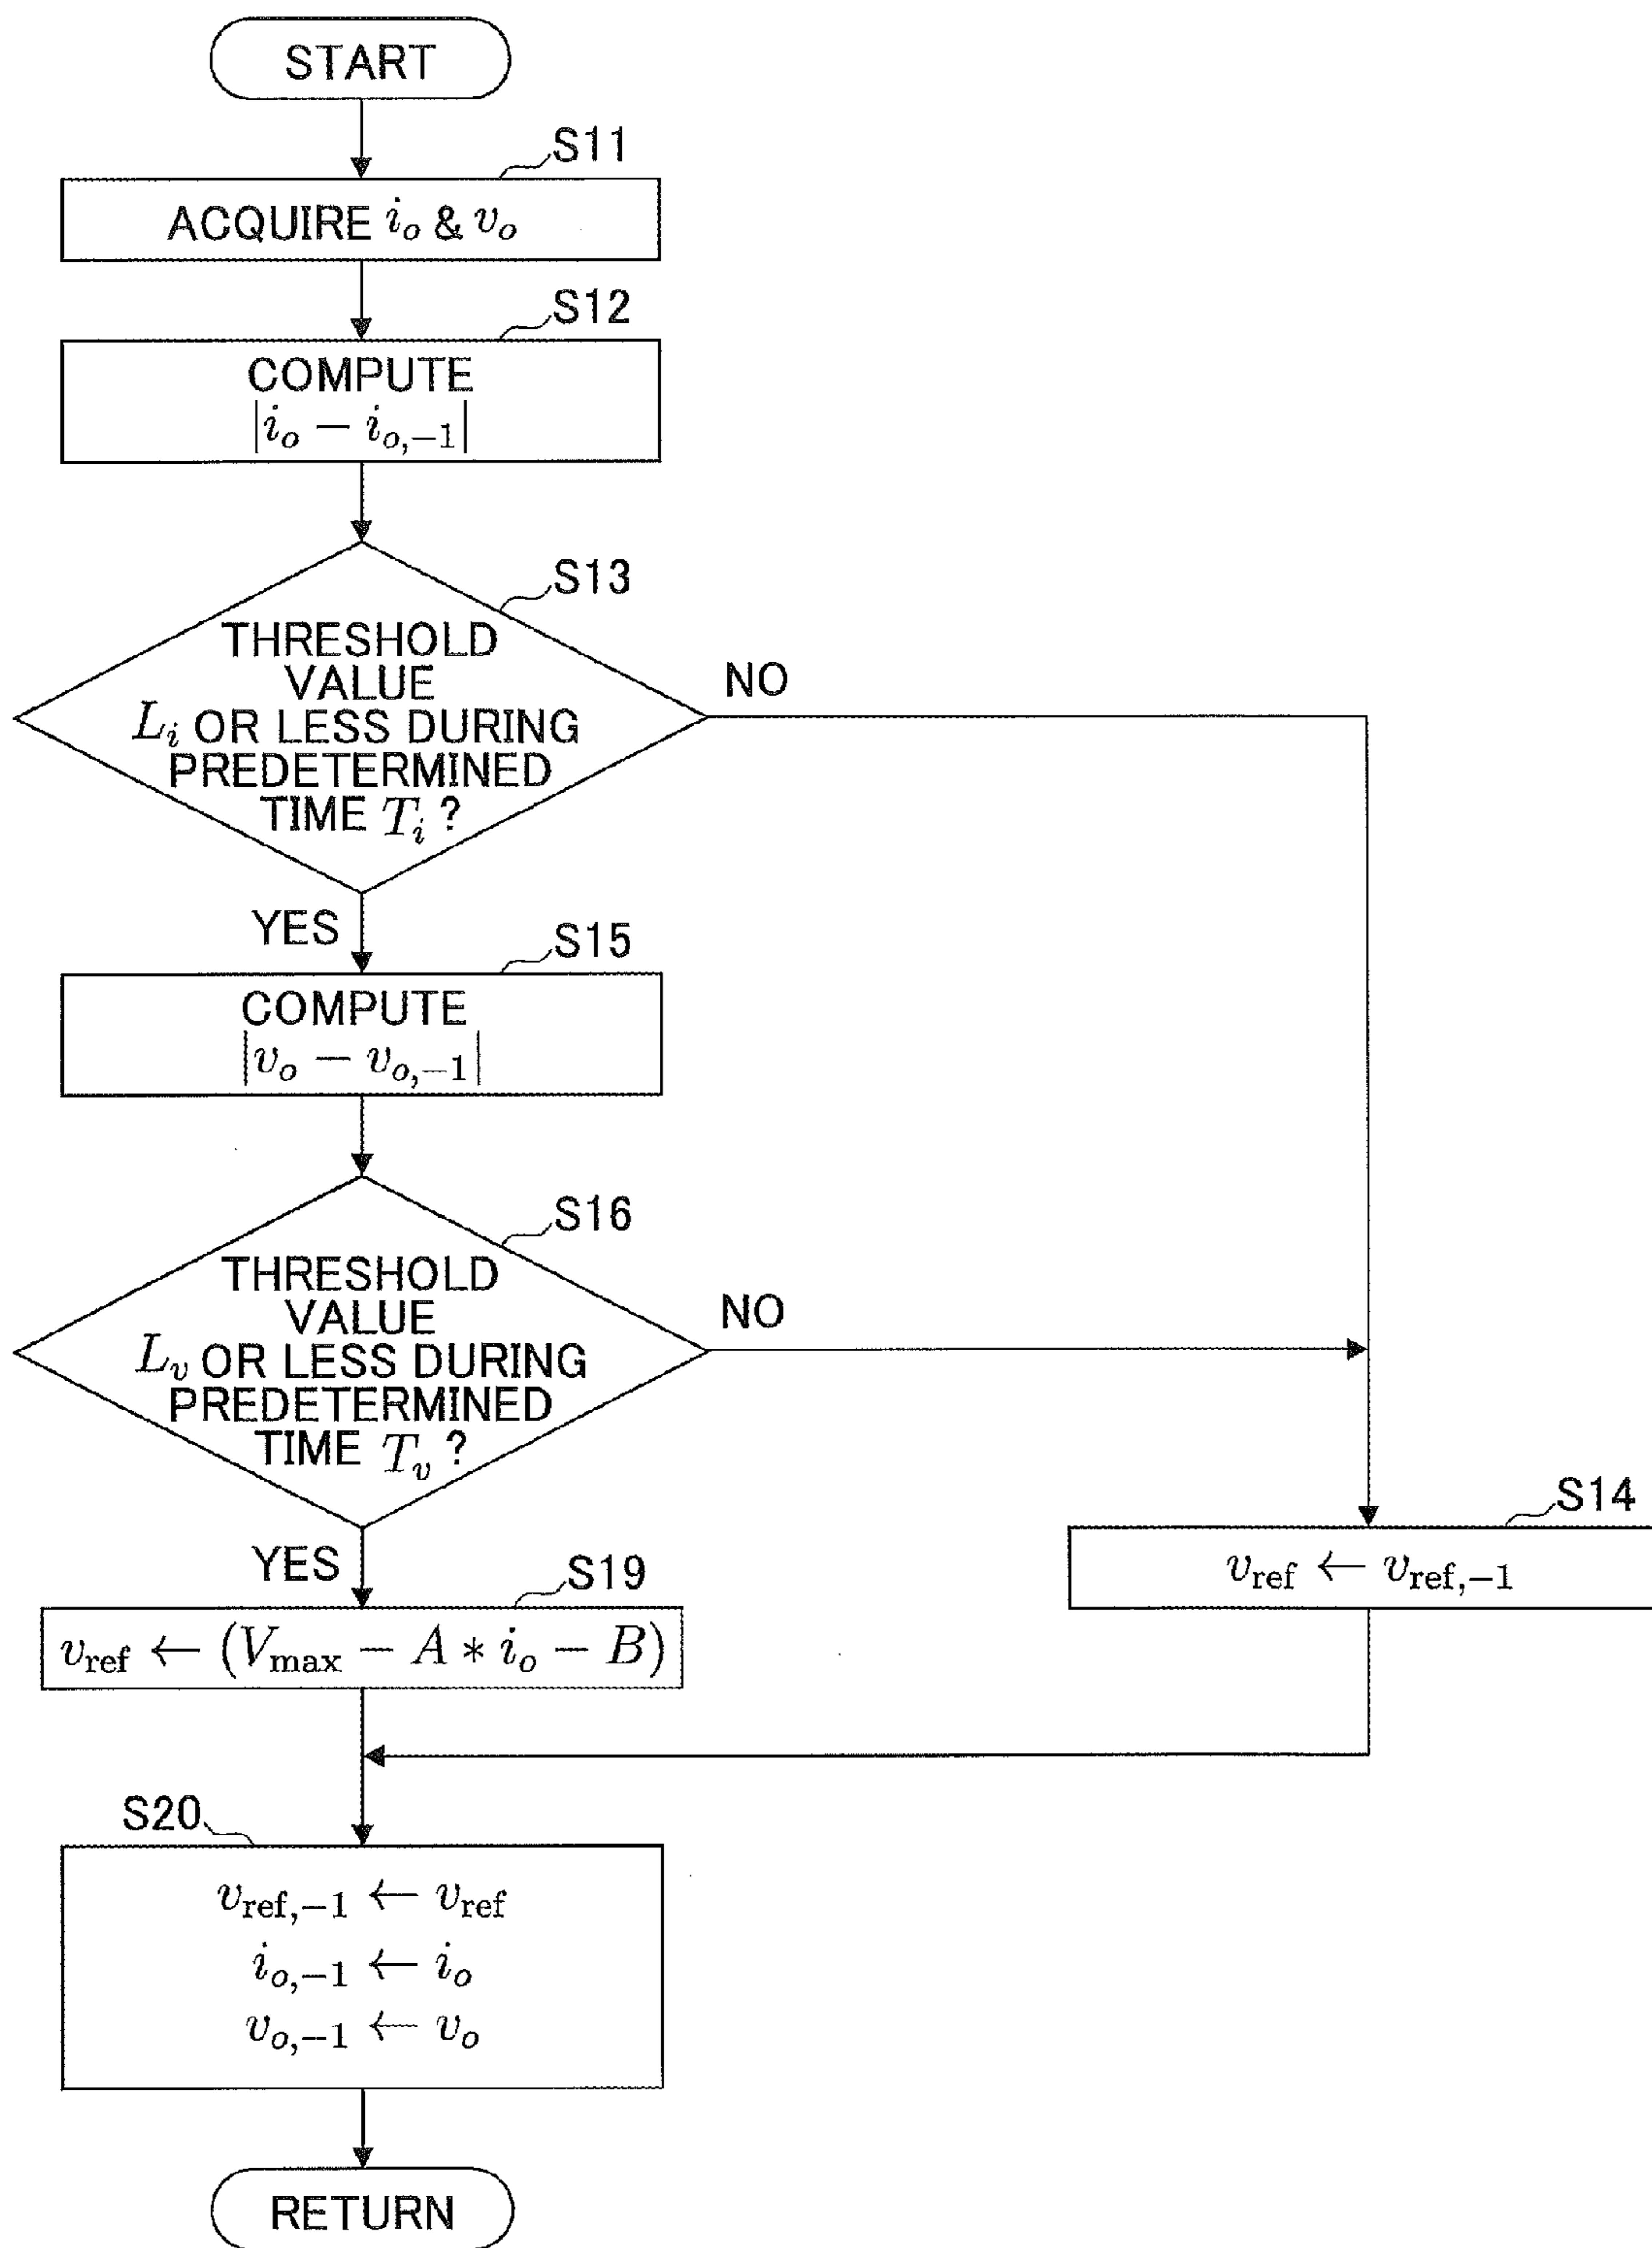 START
S11
ACQUIRE i_o & v_o
S12
COMPUTE
|i_o − i_{o,−1}|
S13
THRESHOLD
VALUE
L_i OR LESS DURING
PREDETERMINED
TIME T_i ?
NO
YES
S15
COMPUTE
|v_o − v_{o,−1}|
S16
THRESHOLD
VALUE
L_v OR LESS DURING
PREDETERMINED
TIME T_v ?
NO
YES
S14
v_ref ← v_{ref,−1}
S19
v_ref ← (V_max − A * i_o − B)
S20
v_{ref,−1} ← v_ref
i_{o,−1} ← i_o
v_{o,−1} ← v_o
RETURN